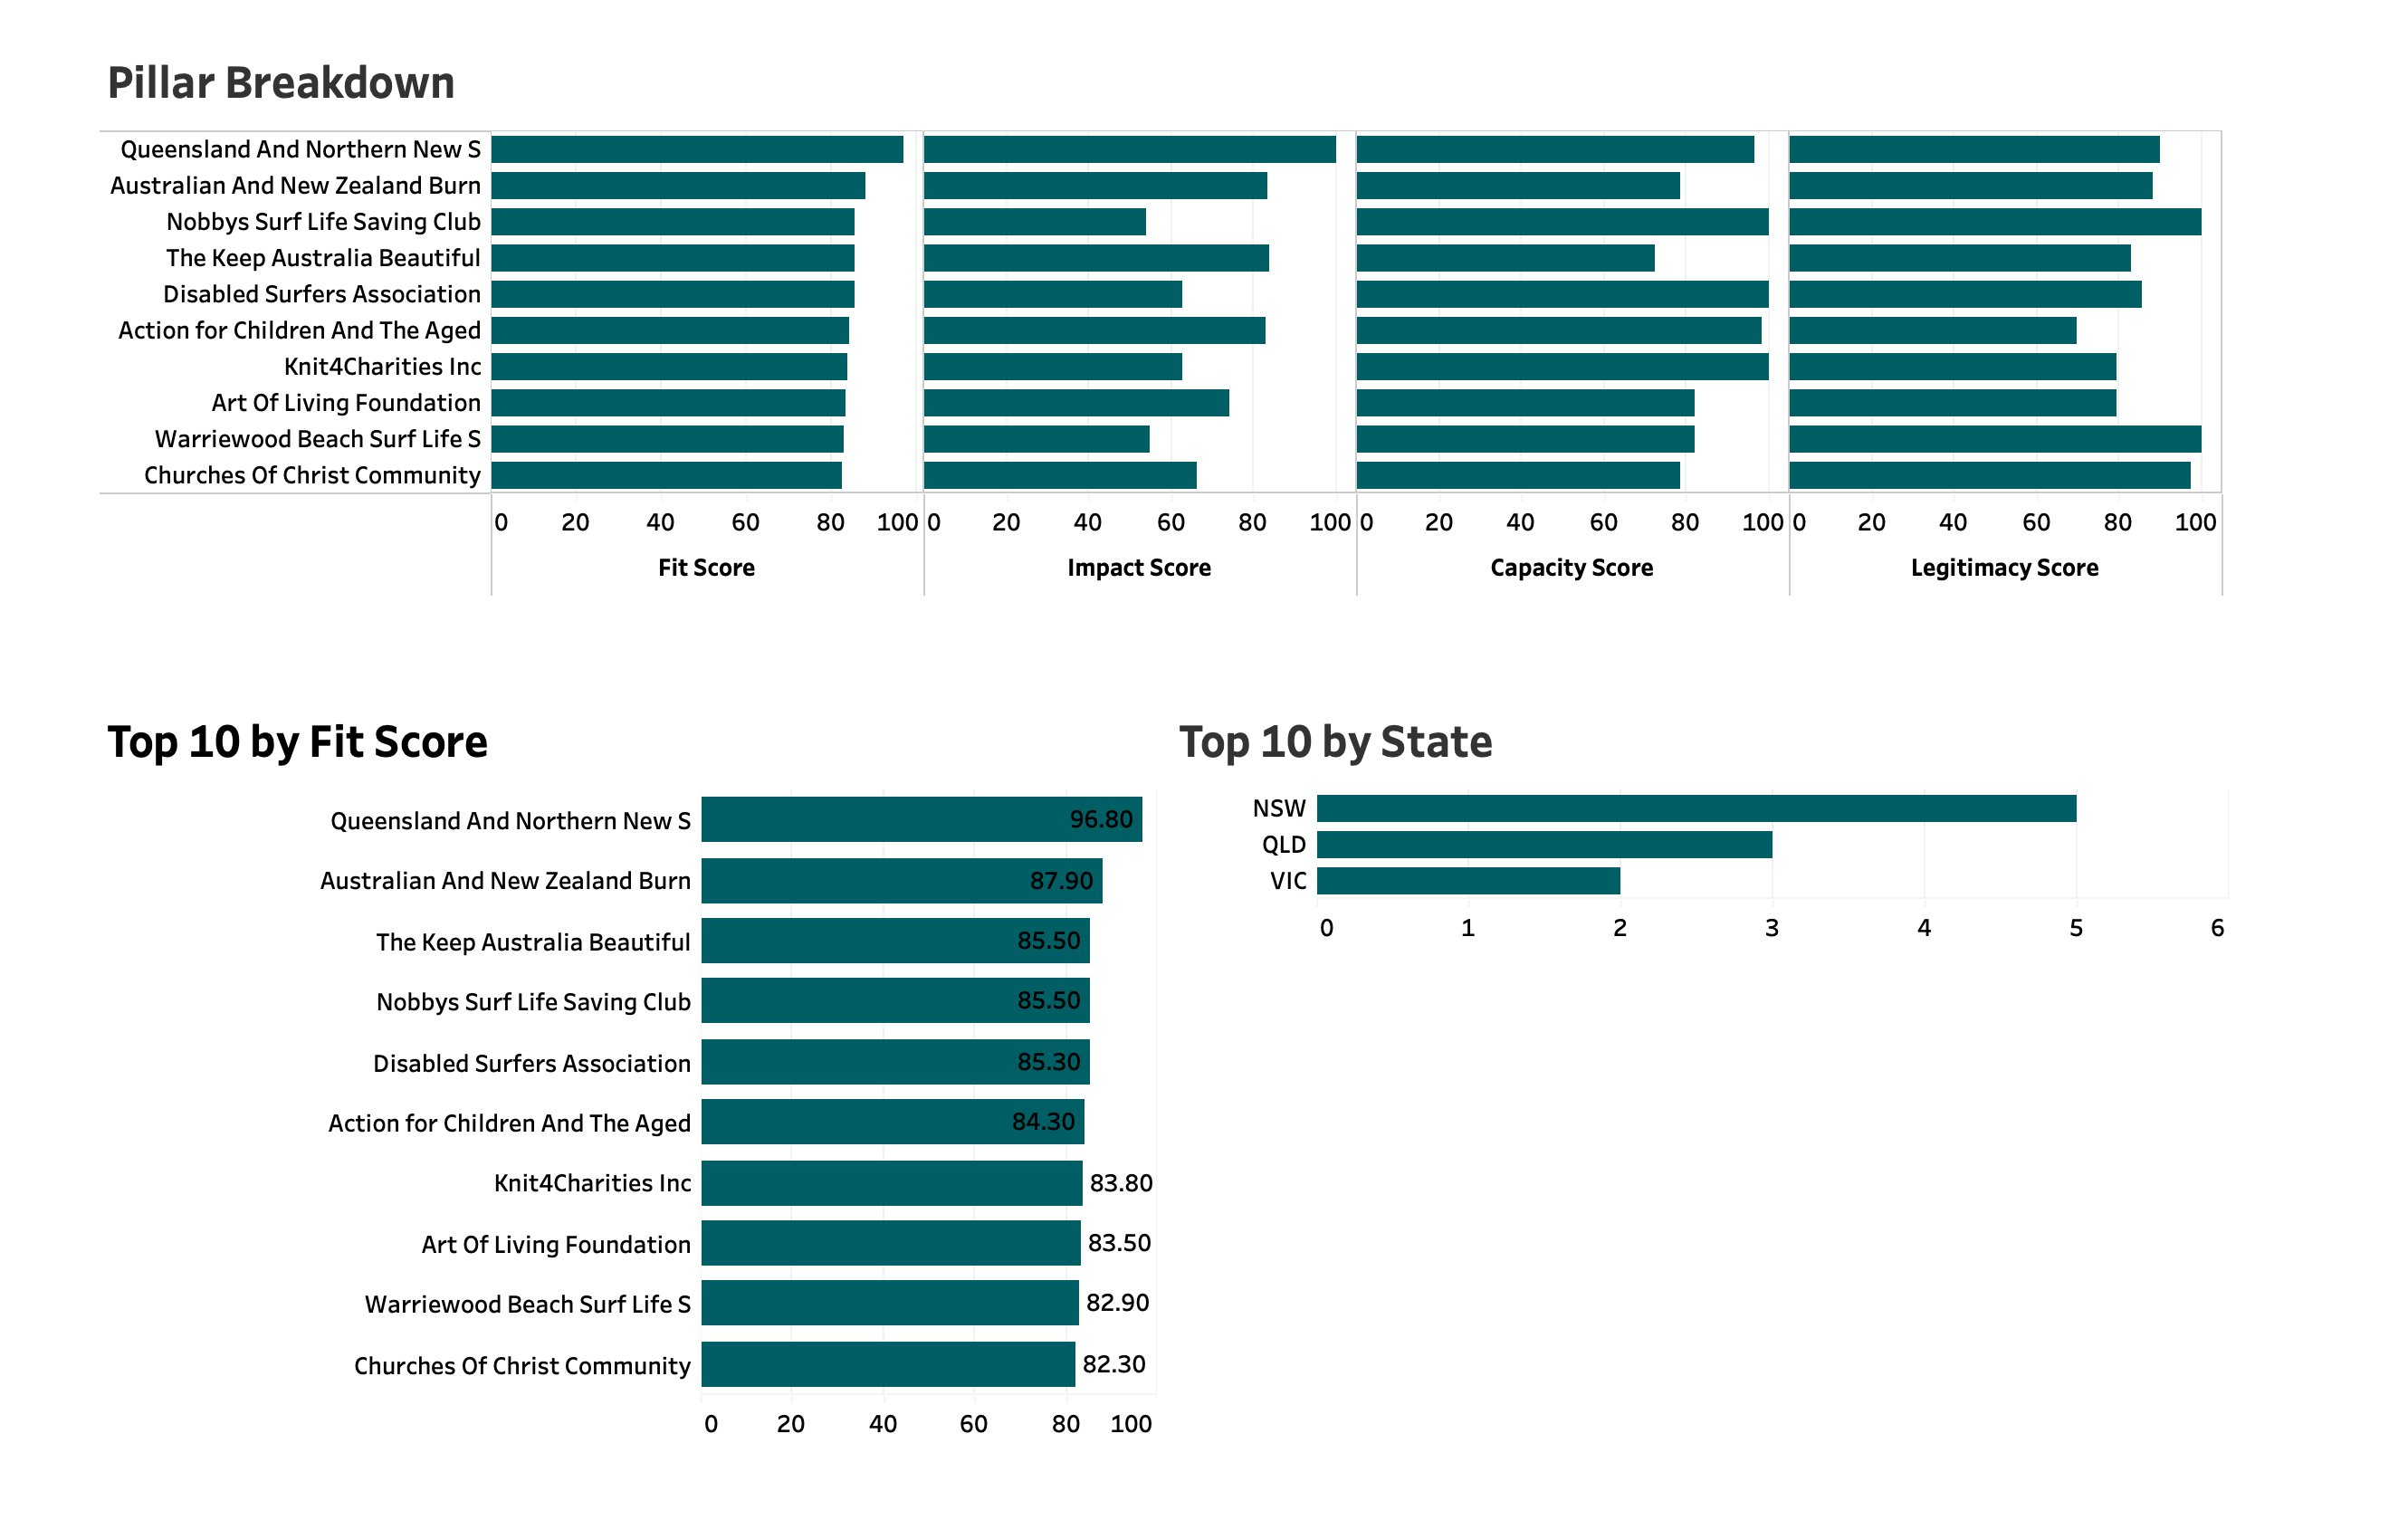 Pillar Breakdown
Queensland And Northern New S
Australian And New Zealand Burn
Nobbys Surf Life Saving Club
The Keep Australia Beautiful
Disabled Surfers Association
Action for Children And The Aged
Knit4Charities Inc
Art Of Living Foundation
Warriewood Beach Surf Life S
Churches Of Christ Community
0 20 40 60 80 100 0 20 40 60 80 100 0 20 40 60 80 100 0 20 40 60 80 100
Fit Score Impact Score Capacity Score Legitimacy Score
Top 10 by Fit Score
Queensland And Northern New S 96.80
Australian And New Zealand Burn 87.90
The Keep Australia Beautiful 85.50
Nobbys Surf Life Saving Club 85.50
Disabled Surfers Association 85.30
Action for Children And The Aged 84.30
Knit4Charities Inc 83.80
Art Of Living Foundation 83.50
Warriewood Beach Surf Life S 82.90
Churches Of Christ Community 82.30
0 20 40 60 80 100
Top 10 by State
NSW
QLD
VIC
0 1 2 3 4 5 6